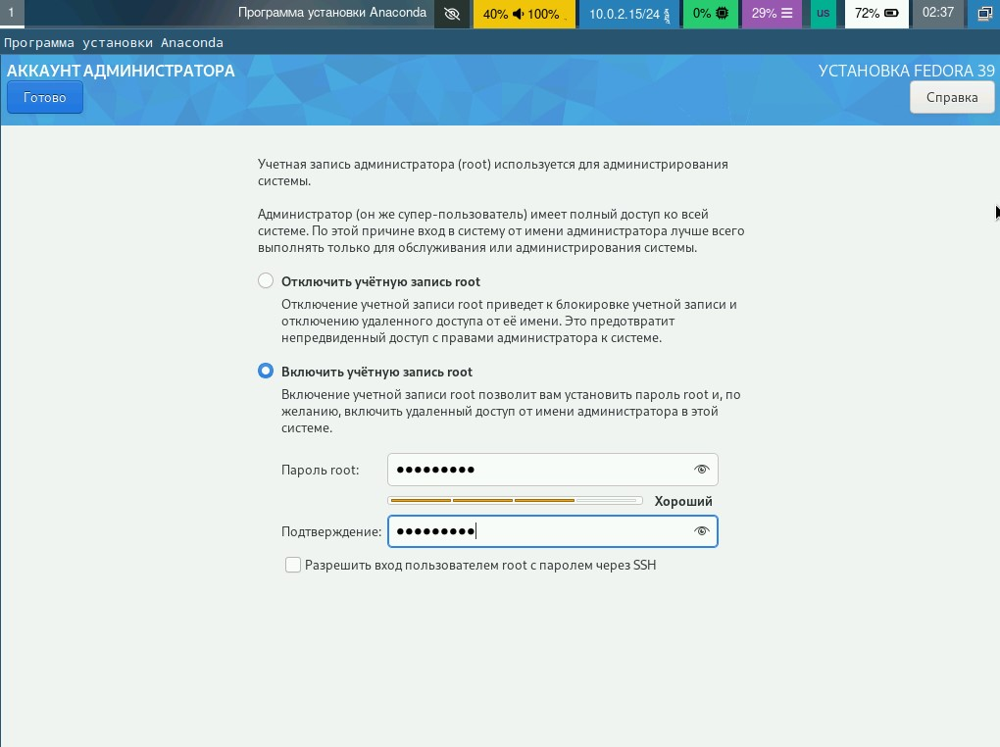 1
Программа установки Anaconda
40% 100%
10.0.2.15/24
0%
29%
us
72%
02:37
Программа установки Anaconda
АККАУНТ АДМИНИСТРАТОРА
УСТАНОВКА FEDORA 39
Готово
Справка
Учетная запись администратора (root) используется для администрирования
системы.
Администратор (он же супер-пользователь) имеет полный доступ ко всей
системе. По этой причине вход в систему от имени администратора лучше всего
выполнять только для обслуживания или администрирования системы.
Отключить учётную запись root
Отключение учетной записи root приведет к блокировке учетной записи и
отключению удаленного доступа от её имени. Это предотвратит
непредвиденный доступ с правами администратора к системе.
Включить учётную запись root
Включение учетной записи root позволит вам установить пароль root и, по
желанию, включить удаленный доступ от имени администратора в этой
системе.
Пароль root: ●●●●●●●●●
Хороший
Подтверждение: ●●●●●●●●●
Разрешить вход пользователем root с паролем через SSH